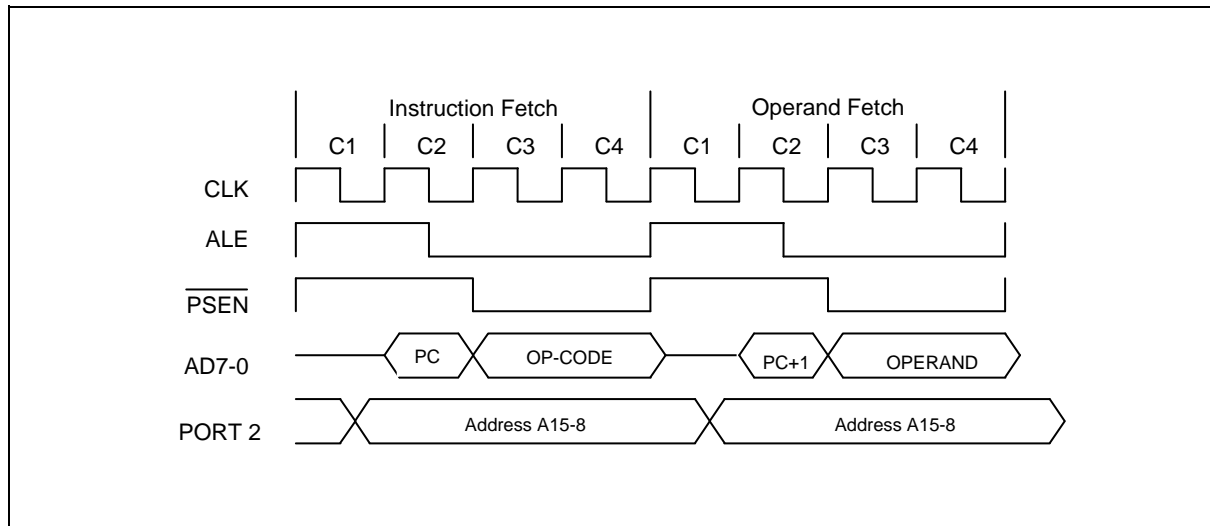 Instruction Fetch Operand Fetch
C1 C2 C3 C4 C1 C2 C3 C4
CLK
ALE
PSEN
AD7-0 PC OP-CODE PC+1 OPERAND
PORT 2 Address A15-8 Address A15-8